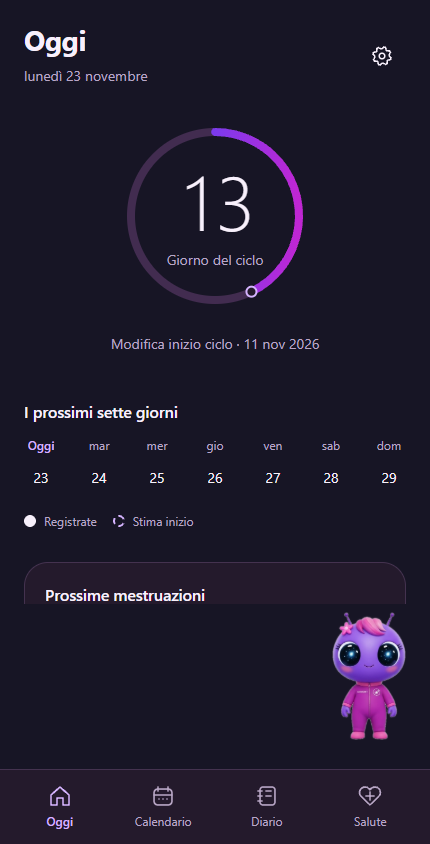 Oggi
lunedì 23 novembre
13
Giorno del ciclo
Modifica inizio ciclo · 11 nov 2026
I prossimi sette giorni
Oggi mar mer gio ven sab dom
23 24 25 26 27 28 29
Registrate Stima inizio
Prossime mestruazioni
Oggi Calendario Diario Salute